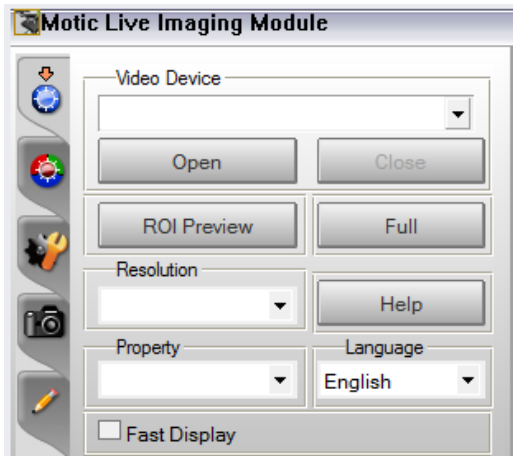 Motic Live Imaging Module
Video Device
Open Close
ROI Preview Full
Resolution
Help
Property Language
English
Fast Display